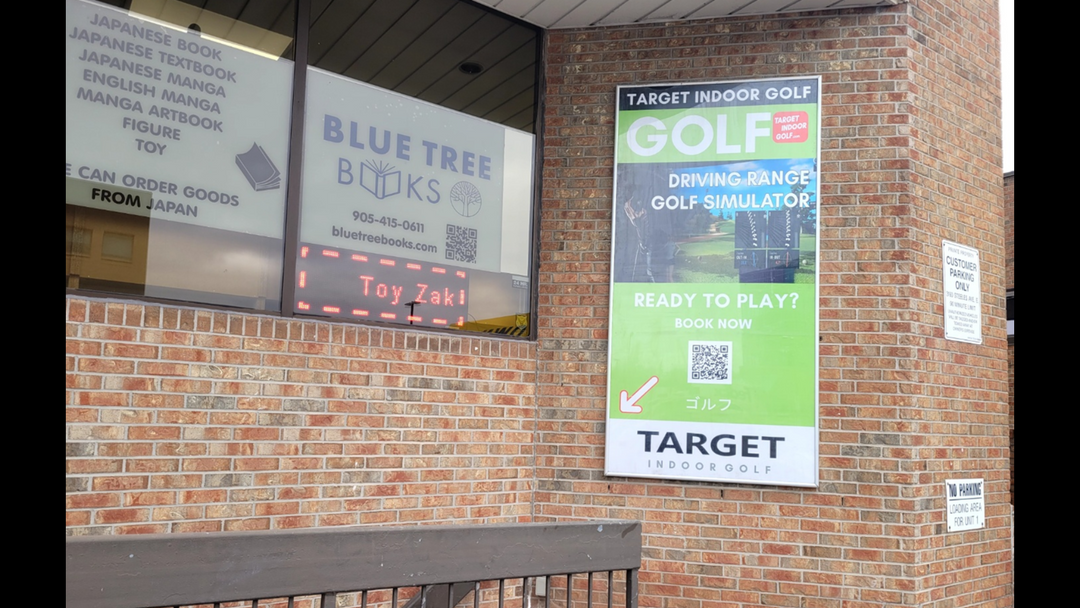 JAPANESE BOOK
JAPANESE TEXTBOOK
JAPANESE MANGA
ENGLISH MANGA
MANGA ARTBOOK
FIGURE
TOY
E CAN ORDER GOODS
FROM JAPAN
BLUE TREE
BOOKS
905-415-0611
bluetreebooks.com
Toy Zak
TARGET INDOOR GOLF
GOLF
TARGET
INDOOR
GOLF.com
DRIVING RANGE
GOLF SIMULATOR
READY TO PLAY?
BOOK NOW
ゴルフ
TARGET
INDOOR GOLF
CUSTOMER
PARKING
ONLY
NO PARKING
LOADING AREA
FOR UNIT 1